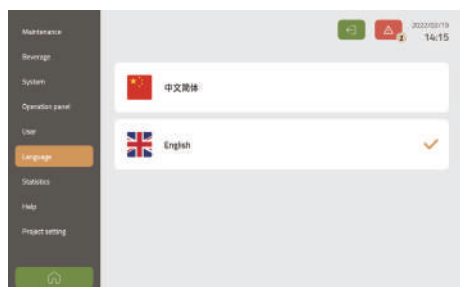 Maintenance
Beverage
System
Operation panel
User
Language
Statistics
Help
Project setting
2022/02/19
14:15
2
中文简体
English